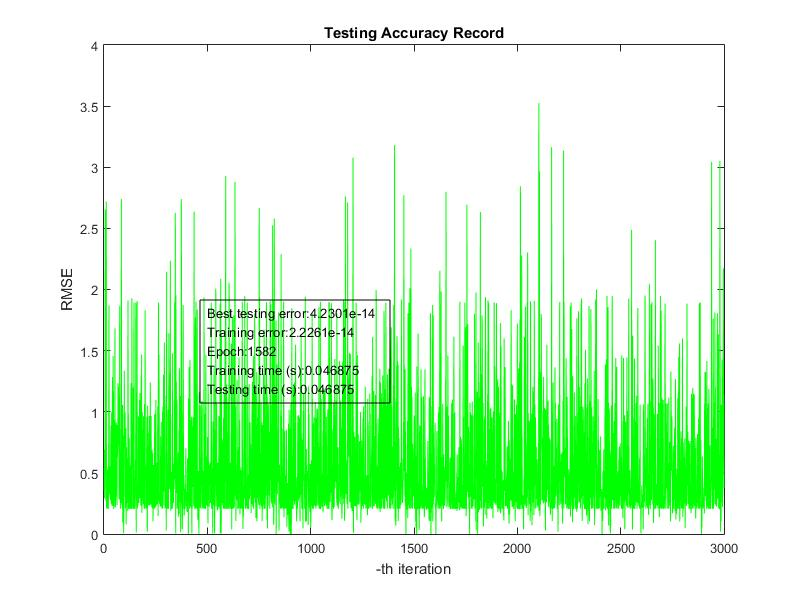 Testing Accuracy Record
4
3.5
3
2.5
2
1.5
1
0.5
0
RMSE
Best testing error:4.2301e-14
Training error:2.2261e-14
Epoch:1582
Training time (s):0.046875
Testing time (s):0.046875
0 500 1000 1500 2000 2500 3000
-th iteration